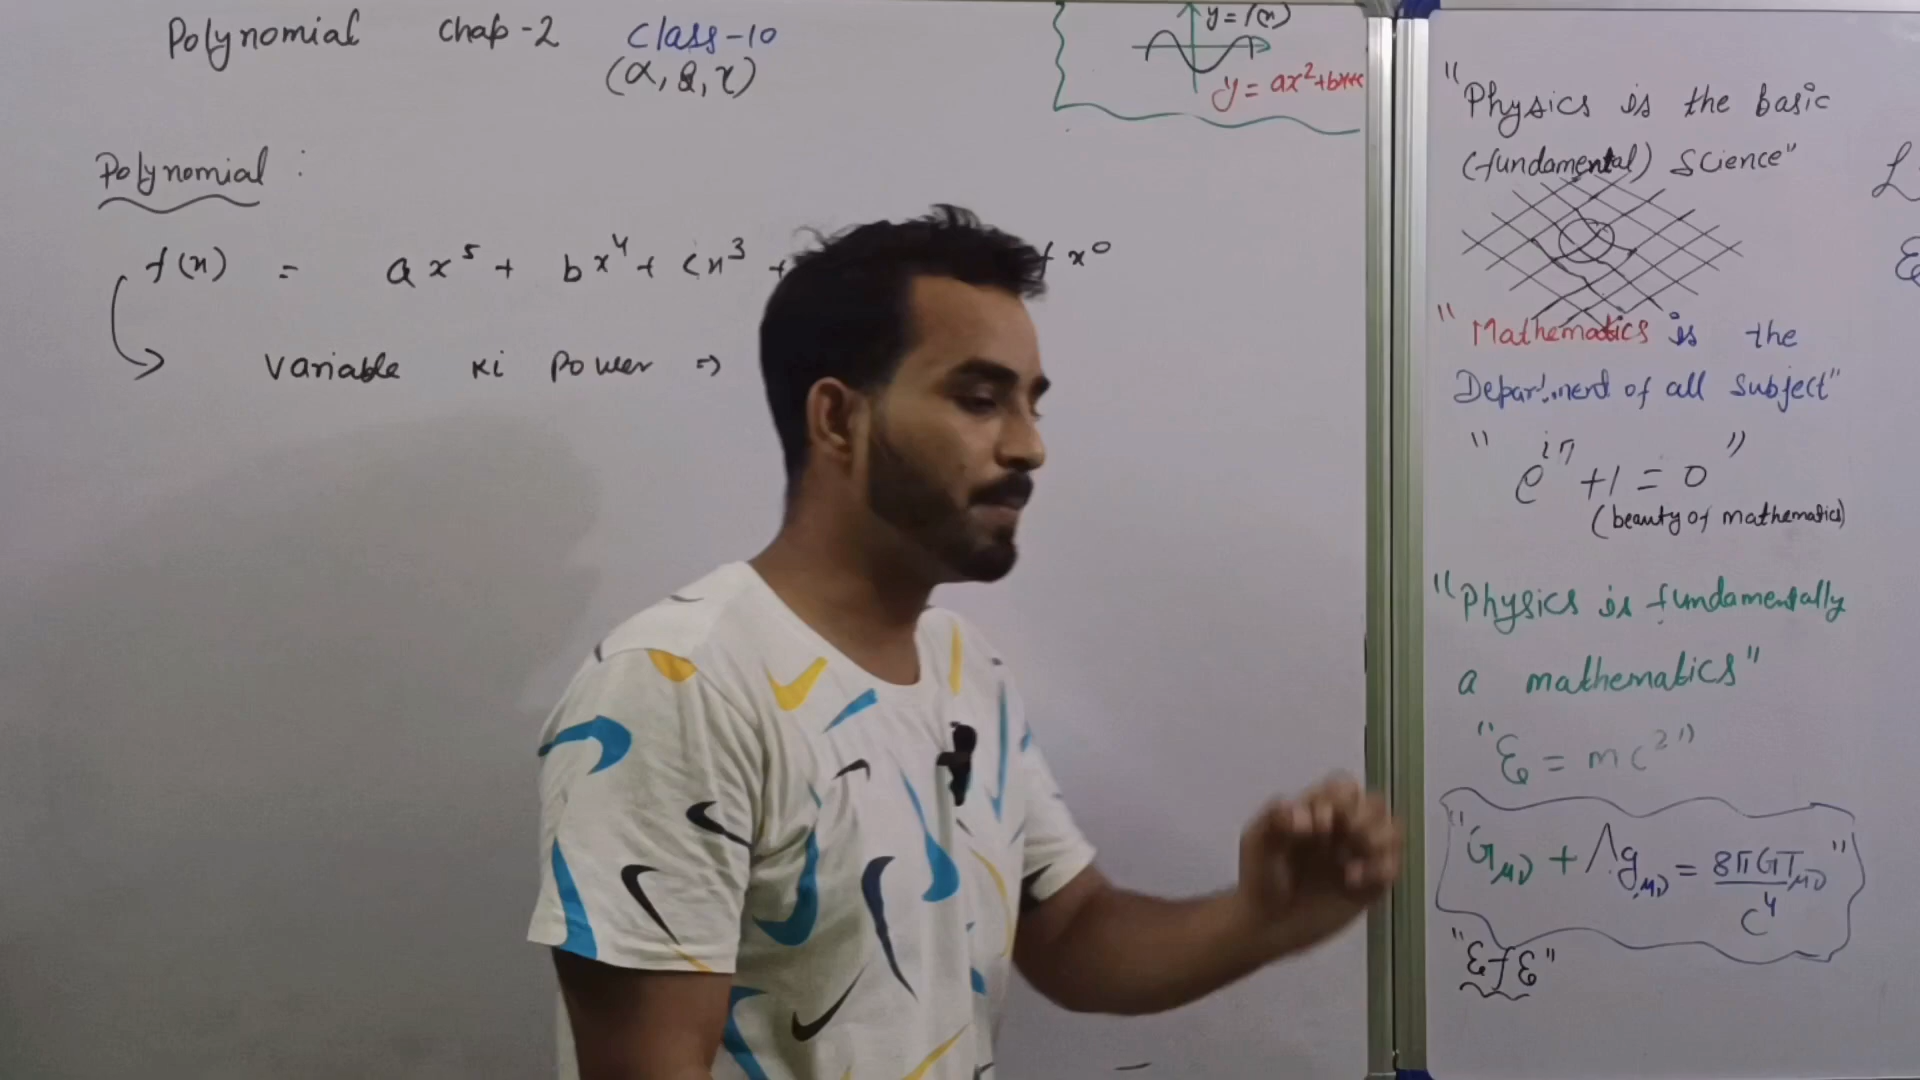 Polynomial Chap-2 Class-10
(α, β, γ)
y = f(x)
y = ax²+bx+c
Polynomial :
f(x) = ax⁵ + bx⁴ + cx³ + f x⁰
Variable ki Power ⇒
"Physics is the basic
(fundamental) Science"
"Mathematics is the
Department of all Subject"
"e^{iπ} + 1 = 0"
(beauty of mathematics)
"Physics is fundamentally
a mathematics"
"E = mc²"
"Gμν + Λgμν = 8πGTμν / c⁴"
"EfE"